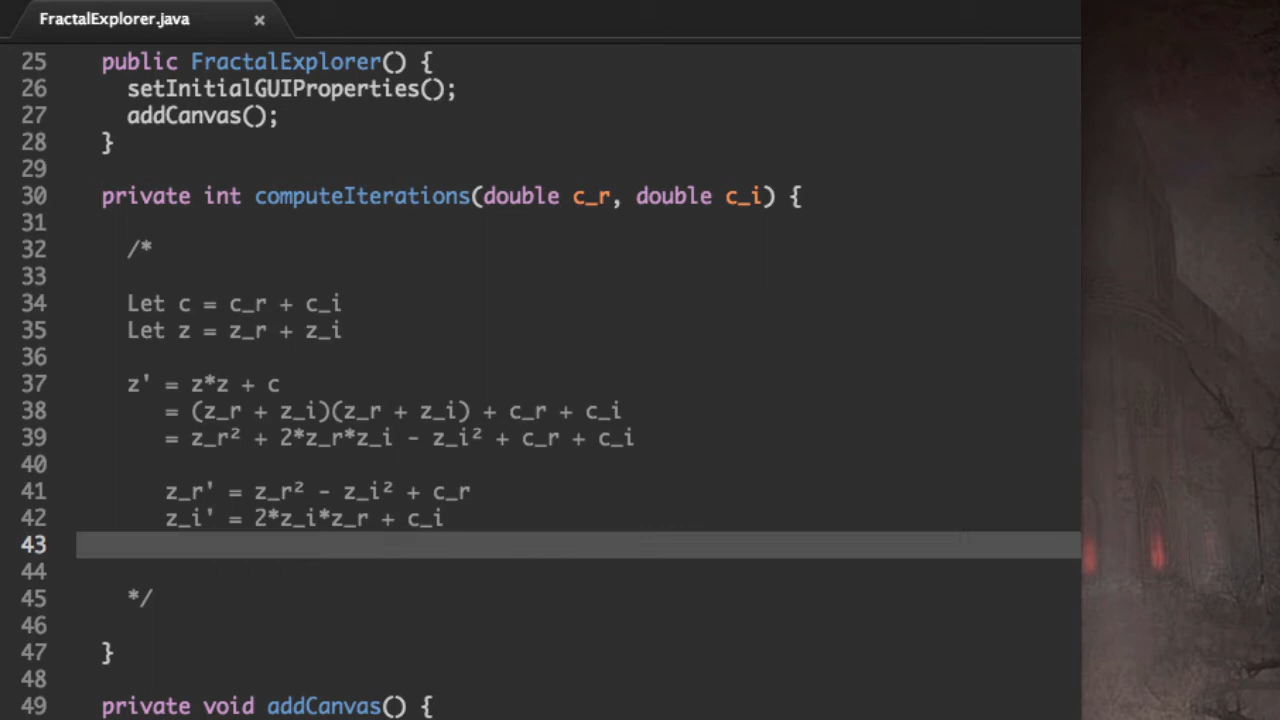 FractalExplorer.java ×
25 public FractalExplorer() {
26 setInitialGUIProperties();
27 addCanvas();
28 }
29
30 private int computeIterations(double c_r, double c_i) {
31
32 /*
33
34 Let c = c_r + c_i
35 Let z = z_r + z_i
36
37 z' = z*z + c
38 = (z_r + z_i)(z_r + z_i) + c_r + c_i
39 = z_r² + 2*z_r*z_i - z_i² + c_r + c_i
40
41 z_r' = z_r² - z_i² + c_r
42 z_i' = 2*z_i*z_r + c_i
43
44
45 */
46
47 }
48
49 private void addCanvas() {